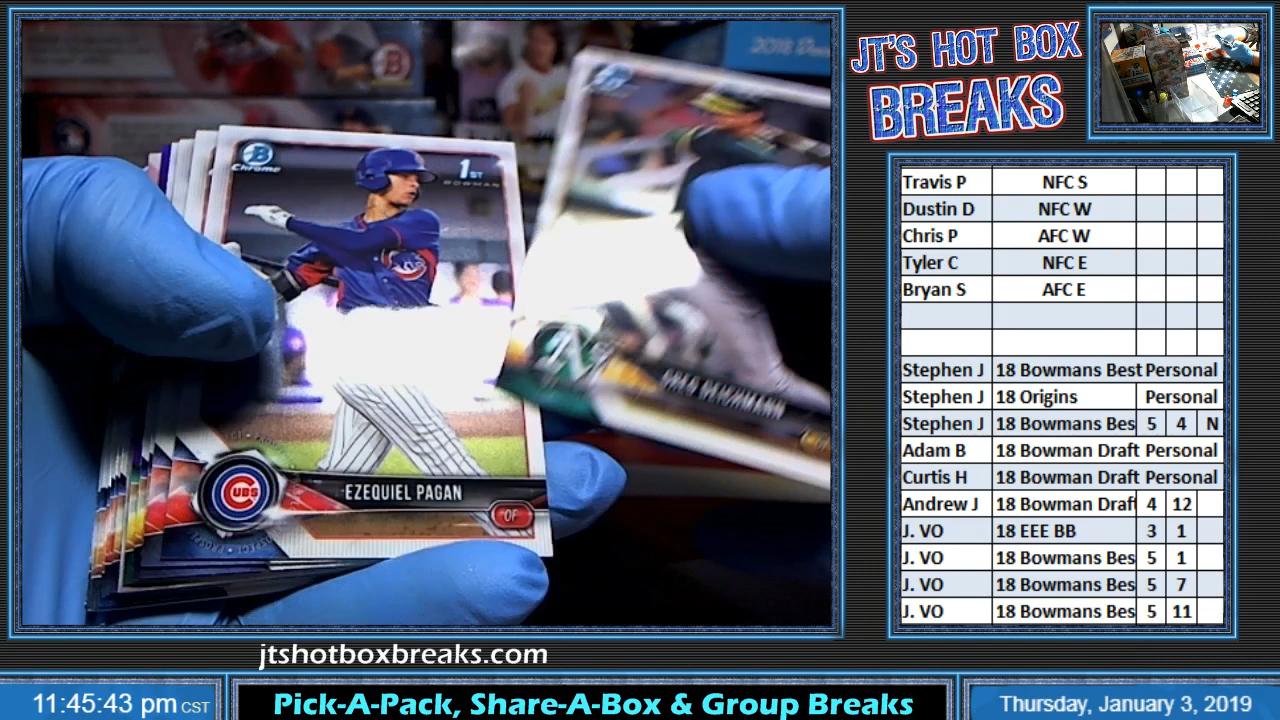 JT'S HOT BOX
BREAKS
Chrome
1ST
BOWMAN
CUBS
EZEQUIEL PAGAN
OF
GREG DEICHMANN
2018
Travis P NFC S
Dustin D NFC W
Chris P AFC W
Tyler C NFC E
Bryan S AFC E
Stephen J 18 Bowmans Best Personal
Stephen J 18 Origins Personal
Stephen J 18 Bowmans Bes 5 4 N
Adam B 18 Bowman Draft Personal
Curtis H 18 Bowman Draft Personal
Andrew J 18 Bowman Draft 4 12
J. VO 18 EEE BB 3 1
J. VO 18 Bowmans Bes 5 1
J. VO 18 Bowmans Bes 5 7
J. VO 18 Bowmans Bes 5 11
jtshotboxbreaks.com
11:45:43 pm CST
Pick-A-Pack, Share-A-Box & Group Breaks
Thursday, January 3, 2019